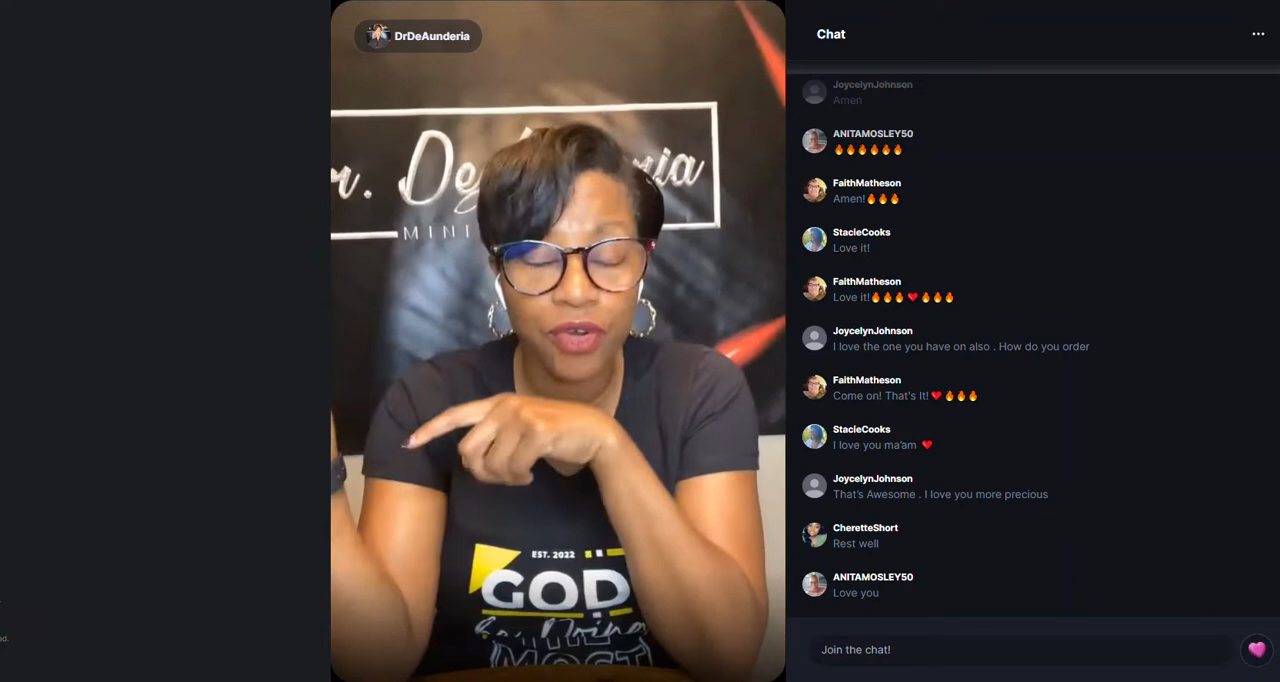 DrDeAunderia
r. De ria
MINI
EST. 2022
GOD
MOST
Chat
JoycelynJohnson
Amen
ANITAMOSLEY50
🔥🔥🔥🔥🔥🔥
FaithMatheson
Amen!🔥🔥🔥
StacieCooks
Love it!
FaithMatheson
Love it!🔥🔥🔥❤️🔥🔥🔥
JoycelynJohnson
I love the one you have on also . How do you order
FaithMatheson
Come on! That's It!❤️🔥🔥🔥
StacieCooks
I love you ma'am ❤️
JoycelynJohnson
That's Awesome . I love you more precious
CheretteShort
Rest well
ANITAMOSLEY50
Love you
Join the chat!